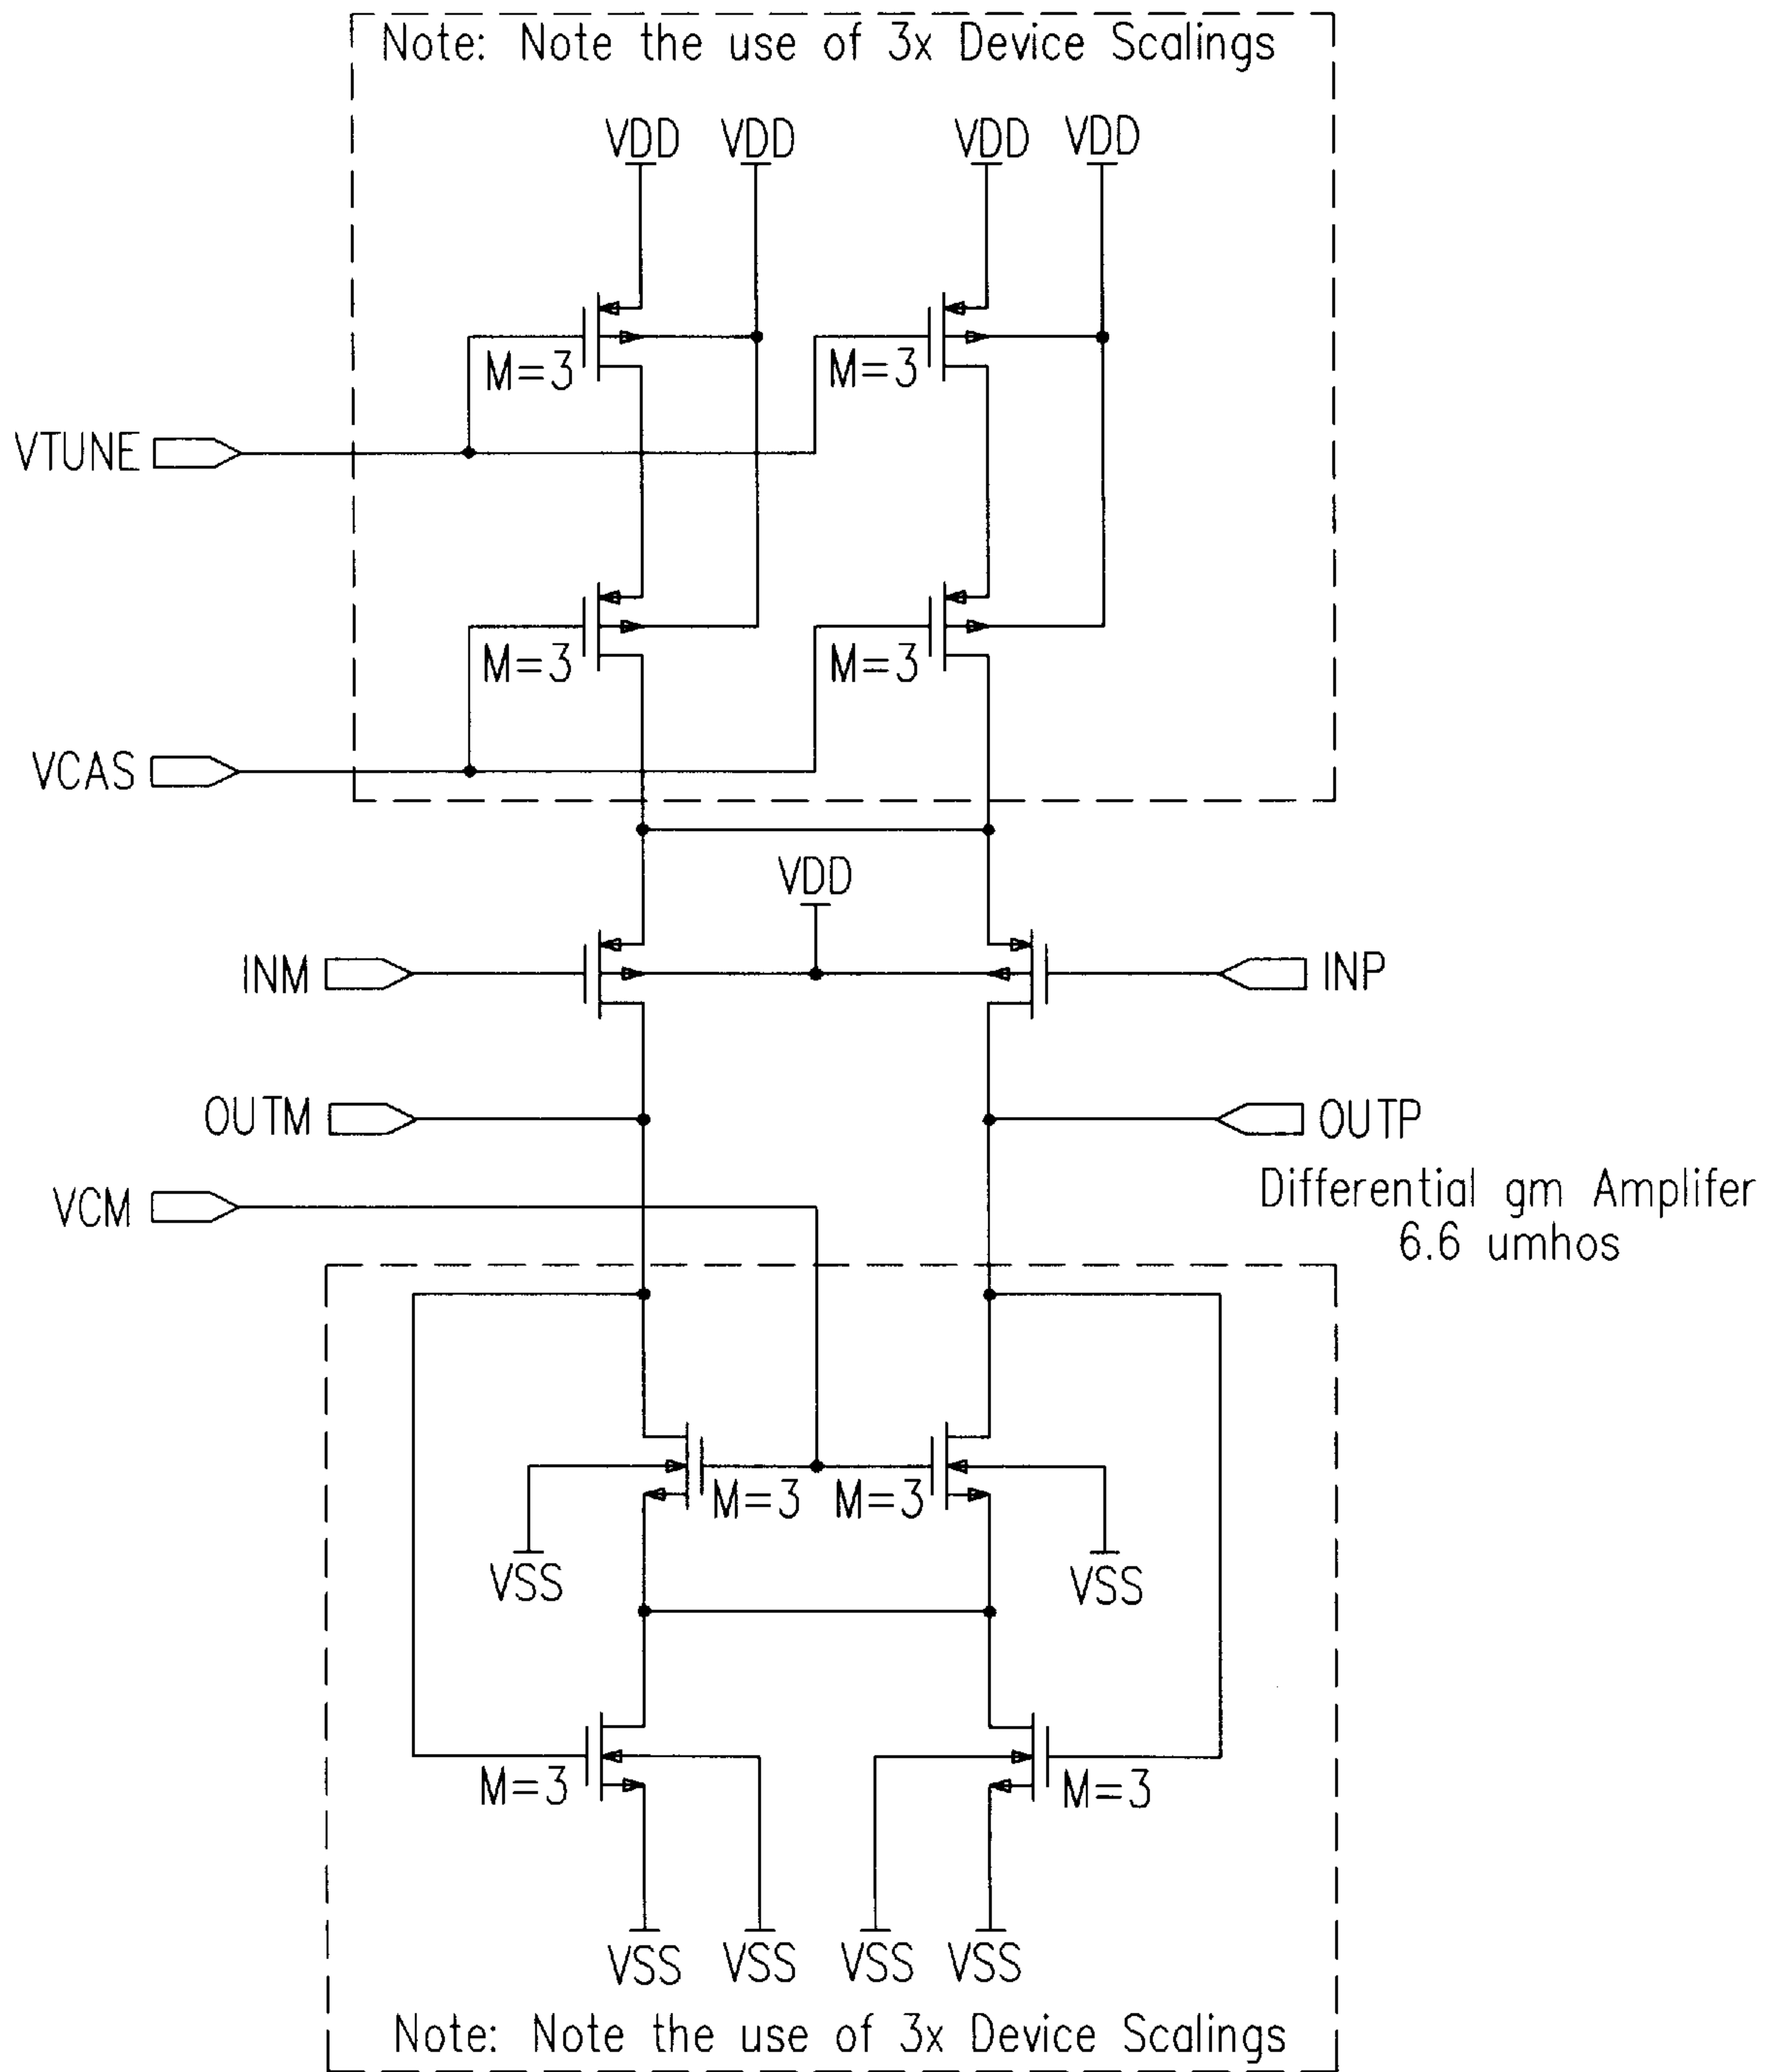 Note: Note the use of 3x Device Scalings
VDD VDD VDD VDD
M=3 M=3
VTUNE
M=3 M=3
VCAS
VDD
INM INP
OUTM OUTP
VCM
Differential gm Amplifer
6.6 umhos
M=3 M=3
VSS VSS
M=3 M=3
VSS VSS VSS VSS
Note: Note the use of 3x Device Scalings